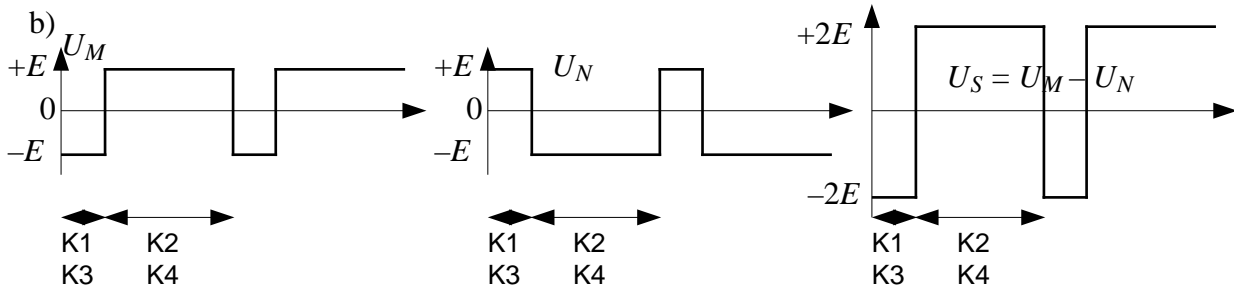 b)
U_M
+E
0
–E
K1 K2
K3 K4
U_N
+E
0
–E
K1 K2
K3 K4
+2E
U_S = U_M – U_N
–2E
K1 K2
K3 K4